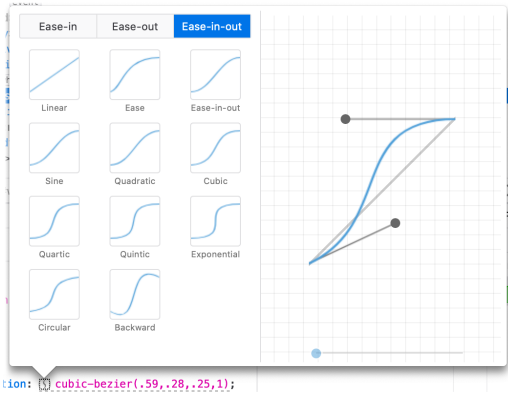 Ease-in Ease-out Ease-in-out
Linear Ease Ease-in-out
Sine Quadratic Cubic
Quartic Quintic Exponential
Circular Backward
tion: cubic-bezier(.59,.28,.25,1);